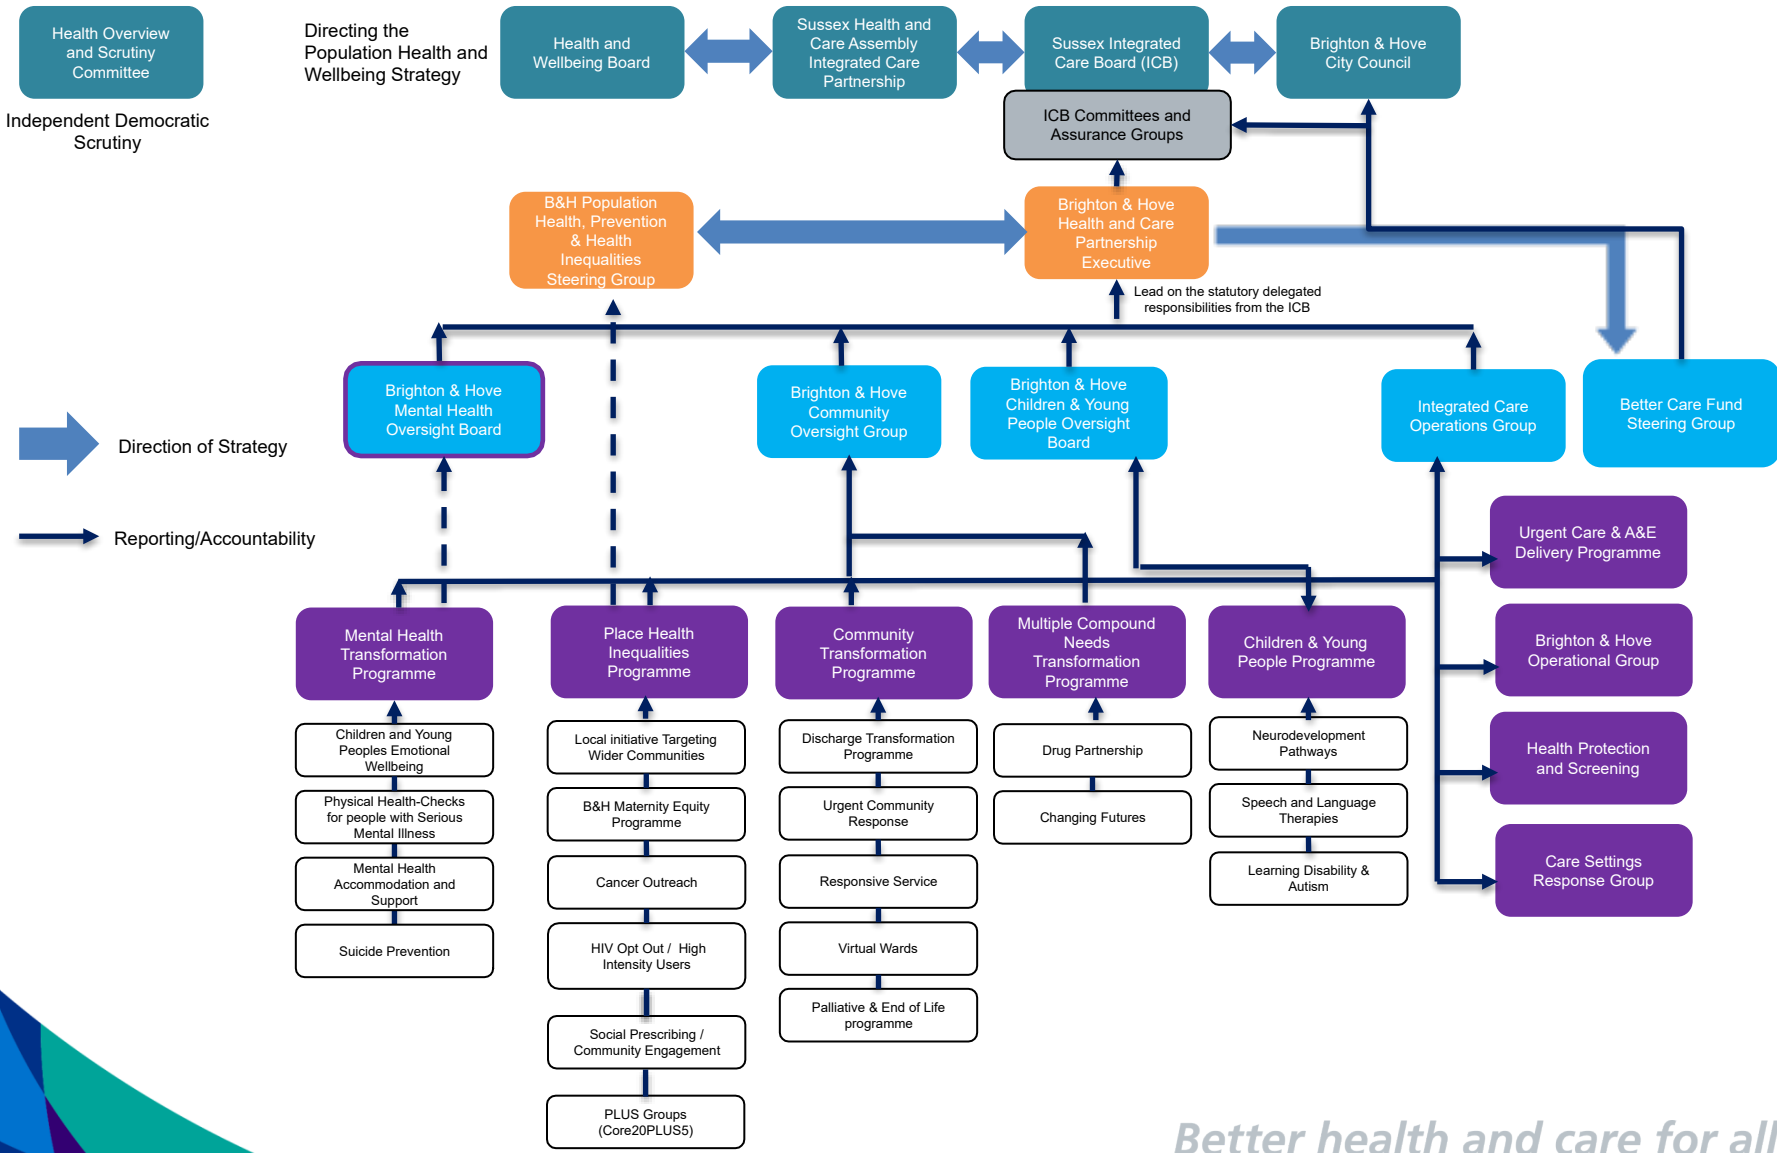 Health Overview
and Scrutiny
Committee
Independent Democratic
Scrutiny
Directing the
Population Health and
Wellbeing Strategy
Health and
Wellbeing Board
Sussex Health and
Care Assembly
Integrated Care
Partnership
Sussex Integrated
Care Board (ICB)
Brighton & Hove
City Council
ICB Committees and
Assurance Groups
B&H Population
Health, Prevention
& Health
Inequalities
Steering Group
Brighton & Hove
Health and Care
Partnership
Executive
Lead on the statutory delegated
responsibilities from the ICB
Brighton & Hove
Mental Health
Oversight Board
Brighton & Hove
Community
Oversight Group
Brighton & Hove
Children & Young
People Oversight
Board
Integrated Care
Operations Group
Better Care Fund
Steering Group
Direction of Strategy
Reporting/Accountability
Urgent Care & A&E
Delivery Programme
Brighton & Hove
Operational Group
Health Protection
and Screening
Care Settings
Response Group
Mental Health
Transformation
Programme
Children and Young
Peoples Emotional
Wellbeing
Physical Health-Checks
for people with Serious
Mental Illness
Mental Health
Accommodation and
Support
Suicide Prevention
Place Health
Inequalities
Programme
Local initiative Targeting
Wider Communities
B&H Maternity Equity
Programme
Cancer Outreach
HIV Opt Out / High
Intensity Users
Social Prescribing /
Community Engagement
PLUS Groups
(Core20PLUS5)
Community
Transformation
Programme
Discharge Transformation
Programme
Urgent Community
Response
Responsive Service
Virtual Wards
Palliative & End of Life
programme
Multiple Compound
Needs
Transformation
Programme
Drug Partnership
Changing Futures
Children & Young
People Programme
Neurodevelopment
Pathways
Speech and Language
Therapies
Learning Disability &
Autism
Better health and care for all